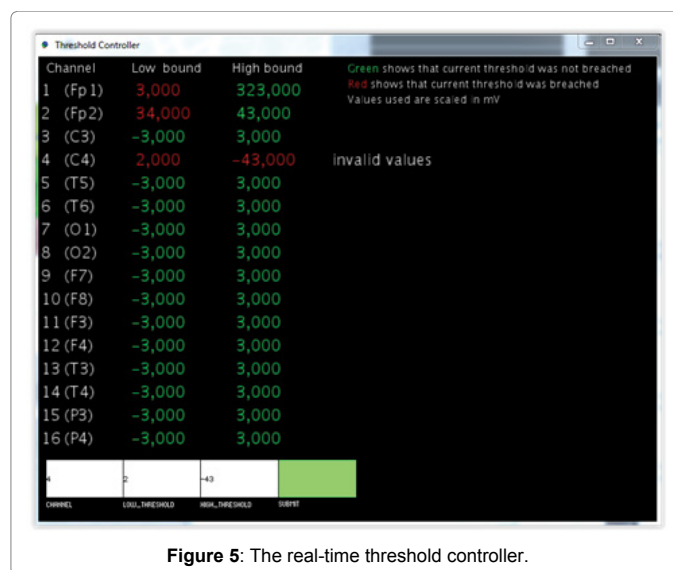 Threshold Controller
Channel Low bound High bound
Green shows that current threshold was not breached
Red shows that current threshold was breached
Values used are scaled in mV
1 (Fp1) 3,000 323,000
2 (Fp2) 34,000 43,000
3 (C3) -3,000 3,000
4 (C4) 2,000 -43,000 invalid values
5 (T5) -3,000 3,000
6 (T6) -3,000 3,000
7 (O1) -3,000 3,000
8 (O2) -3,000 3,000
9 (F7) -3,000 3,000
10 (F8) -3,000 3,000
11 (F3) -3,000 3,000
12 (F4) -3,000 3,000
13 (T3) -3,000 3,000
14 (T4) -3,000 3,000
15 (P3) -3,000 3,000
16 (P4) -3,000 3,000
4 2 -43
CHANNEL LOW_THRESHOLD HIGH_THRESHOLD SUBMIT
Figure 5: The real-time threshold controller.